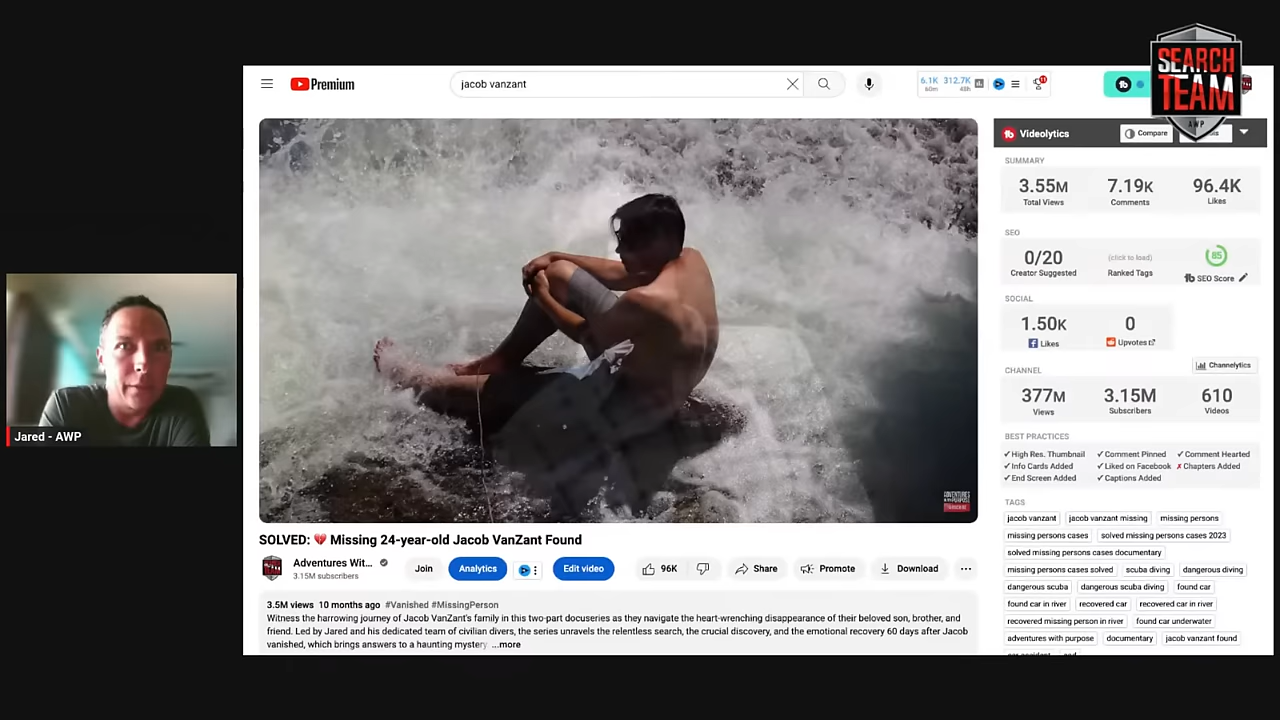 SEARCH
TEAM
AWP
Premium
jacob vanzant
6.1K 312.7K
60m 48h
Videolytics
Compare
SUMMARY
3.55M 7.19K 96.4K
Total Views Comments Likes
SEO
0/20 (click to load) 85
Creator Suggested Ranked Tags SEO Score
SOCIAL
1.50K 0
Likes Upvotes
Channelytics
CHANNEL
377M 3.15M 610
Views Subscribers Videos
BEST PRACTICES
✓ High Res. Thumbnail ✓ Comment Pinned ✓ Comment Hearted
✓ Info Cards Added ✓ Liked on Facebook ✗ Chapters Added
✓ End Screen Added ✓ Captions Added
TAGS
jacob vanzant jacob vanzant missing missing persons
missing persons cases solved missing persons cases 2023
solved missing persons cases documentary
missing persons cases solved scuba diving dangerous diving
dangerous scuba dangerous scuba diving found car
found car in river recovered car recovered car in river
recovered missing person in river found car underwater
adventures with purpose documentary jacob vanzant found
Jared - AWP
ADVENTURES
WITH PURPOSE
SOLVED: 💔 Missing 24-year-old Jacob VanZant Found
Adventures Wit...
3.15M subscribers
Join Analytics Edit video 96K Share Promote Download
3.5M views 10 months ago #Vanished #MissingPerson
Witness the harrowing journey of Jacob VanZant's family in this two-part docuseries as they navigate the heart-wrenching disappearance of their beloved son, brother, and
friend. Led by Jared and his dedicated team of civilian divers, the series unravels the relentless search, the crucial discovery, and the emotional recovery 60 days after Jacob
vanished, which brings answers to a haunting mystery ...more